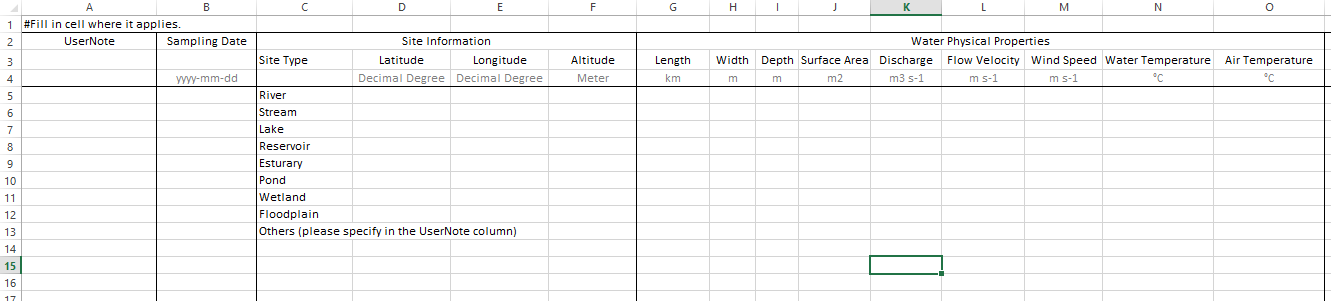 A B C D E F G H I J K L M N O
1 #Fill in cell where it applies.
2 UserNote Sampling Date Site Information Water Physical Properties
3 Site Type Latitude Longitude Altitude Length Width Depth Surface Area Discharge Flow Velocity Wind Speed Water Temperature Air Temperature
4 yyyy-mm-dd Decimal Degree Decimal Degree Meter km m m m2 m3 s-1 m s-1 m s-1 °C °C
5 River
6 Stream
7 Lake
8 Reservoir
9 Esturary
10 Pond
11 Wetland
12 Floodplain
13 Others (please specify in the UserNote column)
14
15
16
17